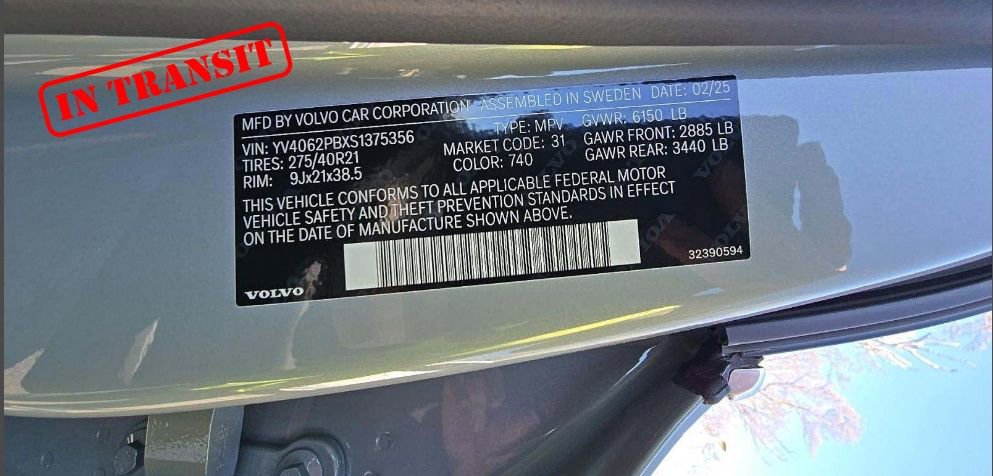 IN TRANSIT
MFD BY VOLVO CAR CORPORATION ASSEMBLED IN SWEDEN DATE: 02/25
VIN: YV4062PBXS1375356 TYPE: MPV GVWR: 6150 LB
TIRES: 275/40R21 MARKET CODE: 31 GAWR FRONT: 2885 LB
RIM: 9Jx21x38.5 COLOR: 740 GAWR REAR: 3440 LB
THIS VEHICLE CONFORMS TO ALL APPLICABLE FEDERAL MOTOR
VEHICLE SAFETY AND THEFT PREVENTION STANDARDS IN EFFECT
ON THE DATE OF MANUFACTURE SHOWN ABOVE.
32390594
VOLVO